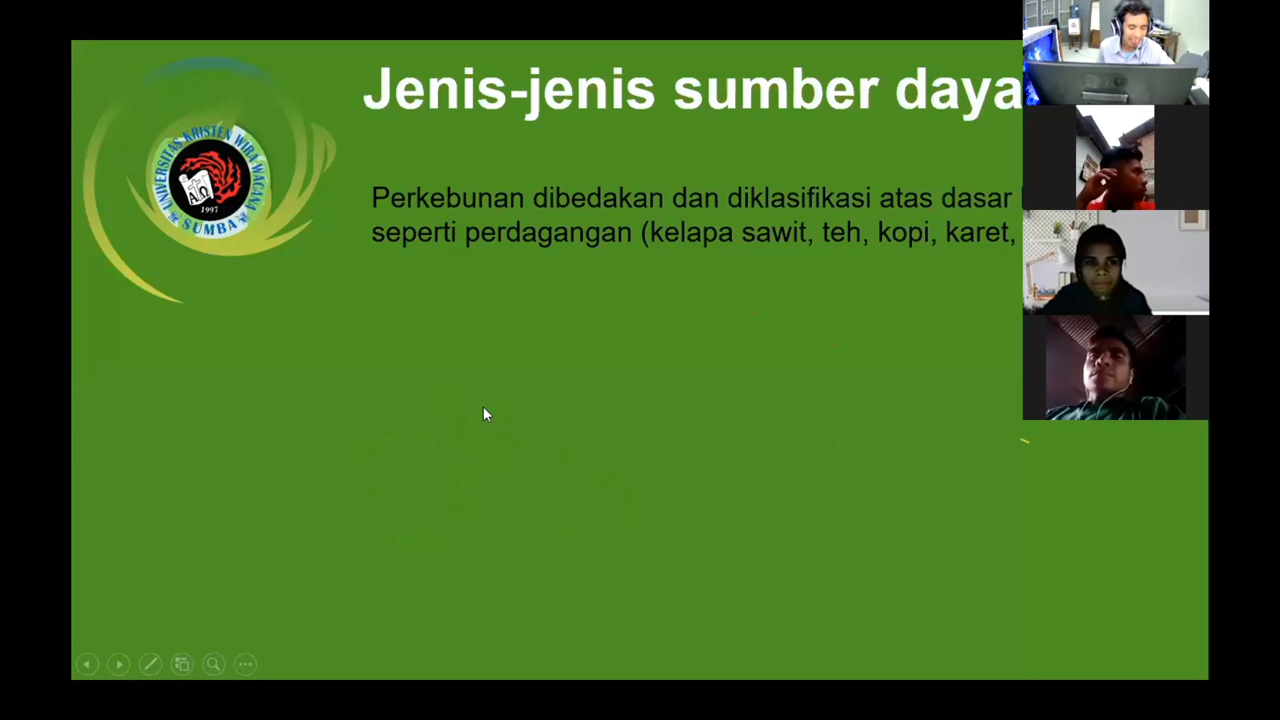 Jenis-jenis sumber daya
UNIVERSITAS KRISTEN WIRA WACANA
A Ω
1997
SUMBA
Perkebunan dibedakan dan diklasifikasi atas dasar
seperti perdagangan (kelapa sawit, teh, kopi, karet,